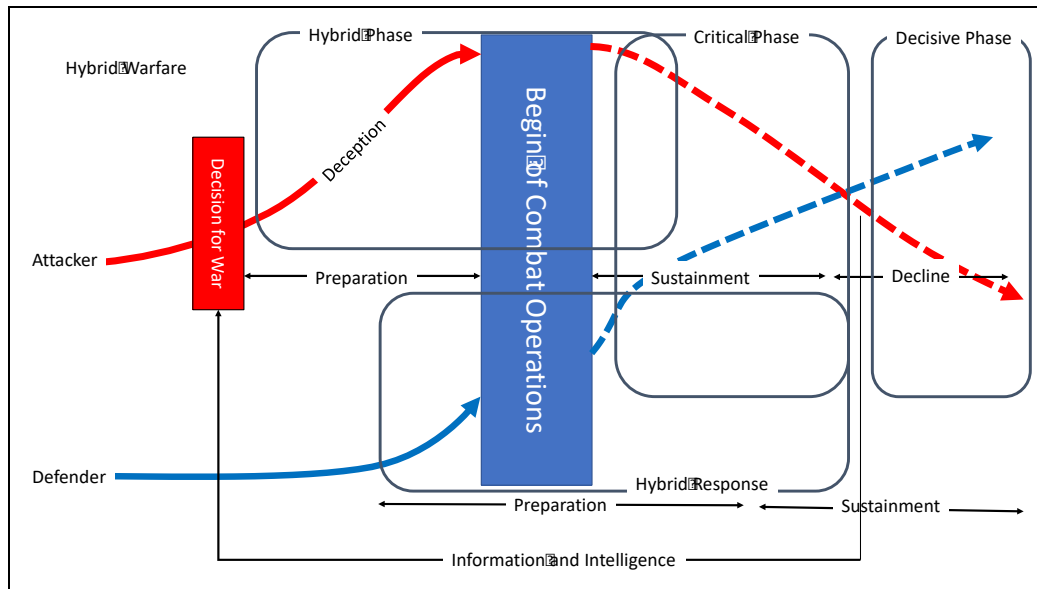 Hybrid Phase
Critical Phase
Decisive Phase
Hybrid Warfare
Deception
Decision for War
Begin of Combat Operations
Attacker
Preparation
Sustainment
Decline
Defender
Hybrid Response
Preparation
Sustainment
Information and Intelligence